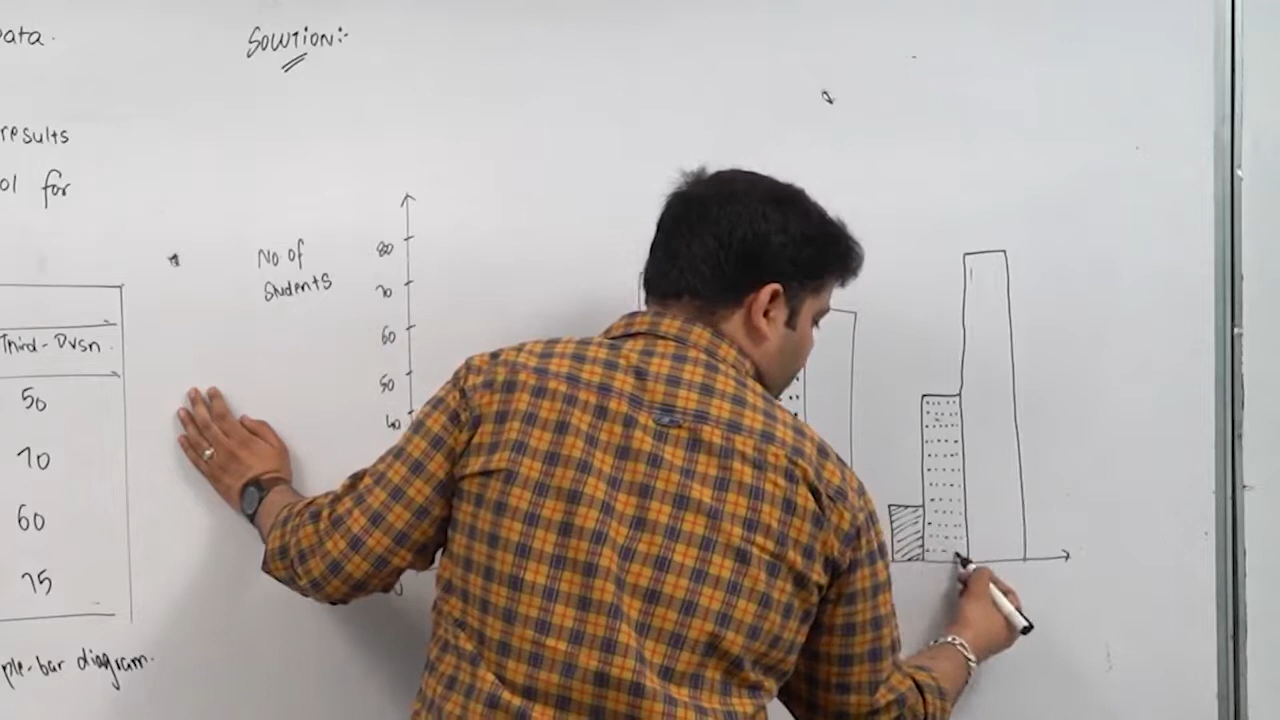 ata.
SOLUTION:-
results
ol for
No. of
Students
80
70
60
50
40
0
Third-Dvsn.
50
70
60
75
ple-bar diagram.